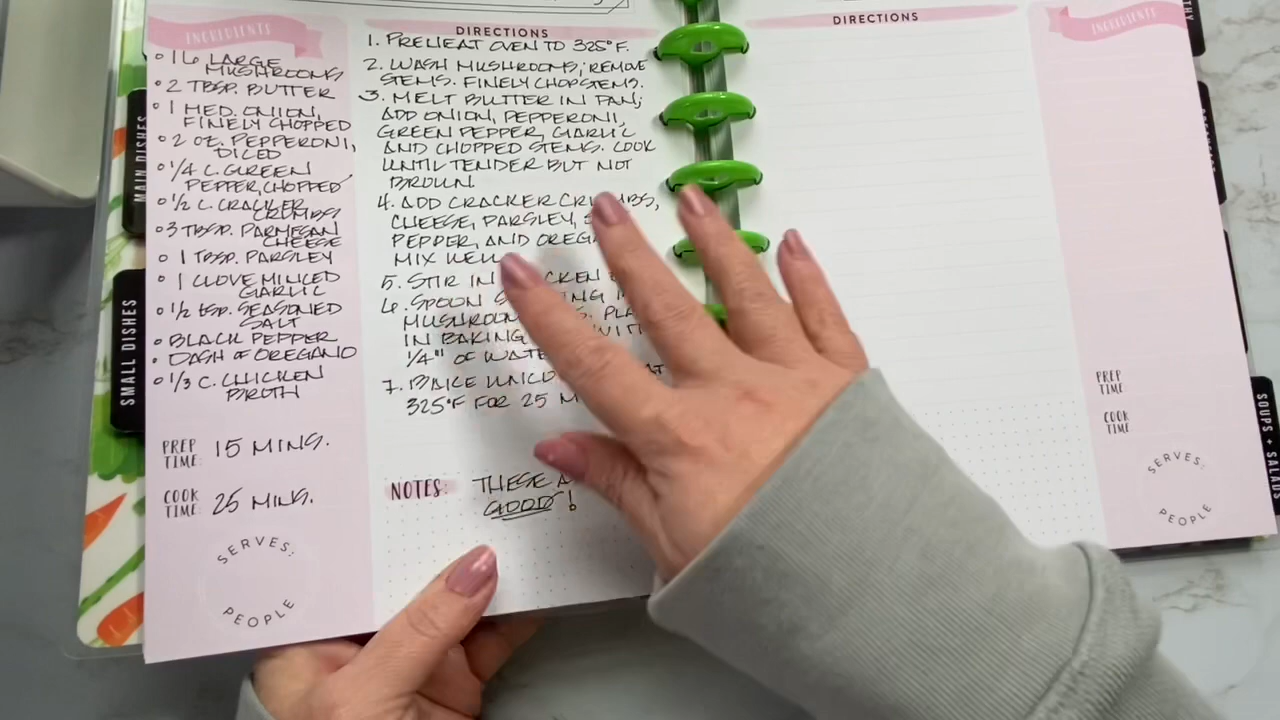 INGREDIENTS
16 LARGE
MUSHROOMS
2 TBSP. BUTTER
1 MED. ONION,
FINELY CHOPPED
2 OZ. PEPPERONI,
DICED
1/4 C. GREEN
PEPPER, CHOPPED
1/2 C. CRACKER
CRUMBS
3 TBSP. PARMEGAN
CHEESE
1 TBSP. PARSLEY
1 CLOVE MINCED
GARLIC
1/2 tsp. SEASONED
SALT
BLACK PEPPER
DASH OF OREGANO
1/3 C. CHICKEN
BROTH
PREP
TIME: 15 MINS.
COOK
TIME: 25 MINS.
SERVES:
PEOPLE
DIRECTIONS
1. PREHEAT OVEN TO 325°F.
2. WASH MUSHROOMS; REMOVE
STEMS. FINELY CHOP STEMS.
3. MELT BUTTER IN PAN;
ADD ONION, PEPPERONI,
GREEN PEPPER, GARLIC
AND CHOPPED STEMS. COOK
UNTIL TENDER BUT NOT
BROWN.
4. ADD CRACKER CRUMBS,
CHEESE, PARSLEY,
PEPPER, AND
MIX WELL
5. STIR IN
6. SPOON
IN BAKING
1/4" OF
7. BAKE
325°F FOR 25
NOTES: THESE
GOOD!
DIRECTIONS
INGREDIENTS
PREP
TIME
COOK
TIME
SERVES:
PEOPLE
MAIN DISHES
SMALL DISHES
SOUPS + SALADS